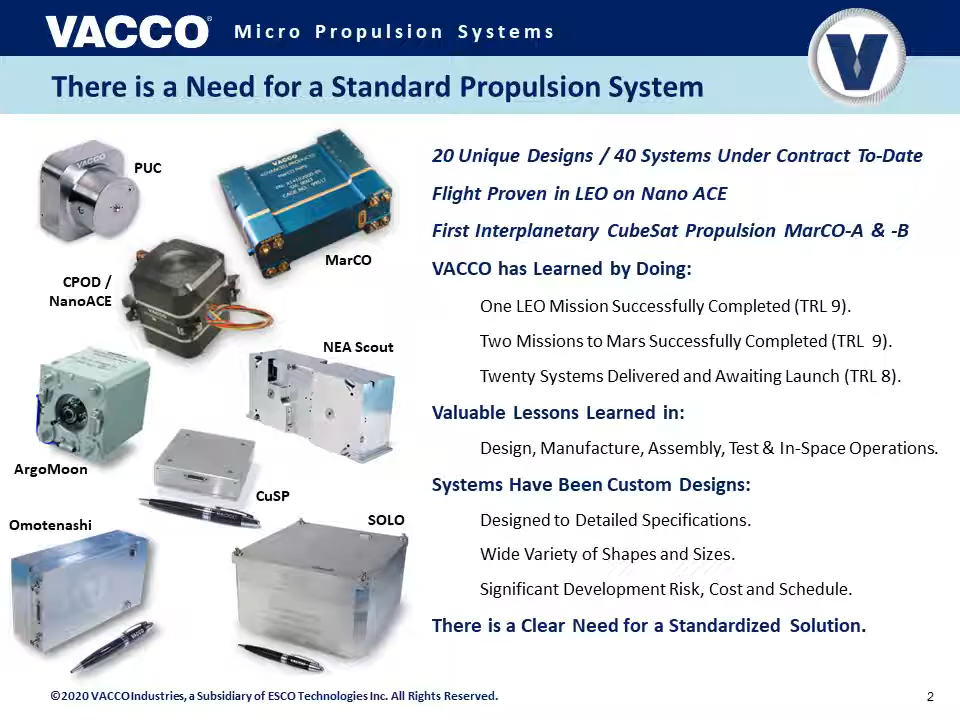 VACCO® Micro Propulsion Systems
V
There is a Need for a Standard Propulsion System
VACCO
PUC
VACCO
ADVANCED PRODUCTS
MarCO
CPOD /
NanoACE
VACCO
NEA Scout
ArgoMoon
CuSP
Omotenashi
SOLO
VACCO
20 Unique Designs / 40 Systems Under Contract To-Date
Flight Proven in LEO on Nano ACE
First Interplanetary CubeSat Propulsion MarCO-A & -B
VACCO has Learned by Doing:
One LEO Mission Successfully Completed (TRL 9).
Two Missions to Mars Successfully Completed (TRL 9).
Twenty Systems Delivered and Awaiting Launch (TRL 8).
Valuable Lessons Learned in:
Design, Manufacture, Assembly, Test & In-Space Operations.
Systems Have Been Custom Designs:
Designed to Detailed Specifications.
Wide Variety of Shapes and Sizes.
Significant Development Risk, Cost and Schedule.
There is a Clear Need for a Standardized Solution.
©2020 VACCO Industries, a Subsidiary of ESCO Technologies Inc. All Rights Reserved.
2